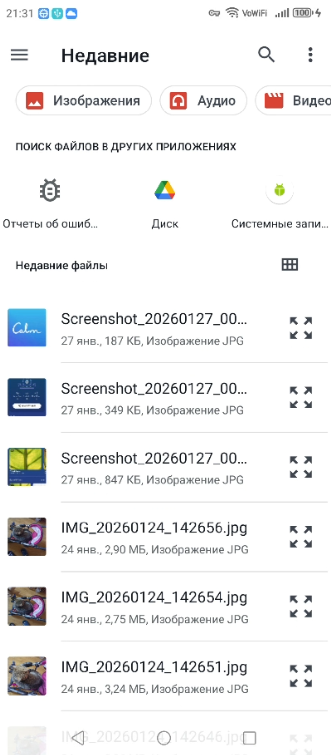 21:31 VoWiFi 100
Недавние
Изображения Аудио Видео
ПОИСК ФАЙЛОВ В ДРУГИХ ПРИЛОЖЕНИЯХ
Отчеты об ошиб... Диск Системные запи...
Недавние файлы
Calm
Screenshot_20260127_00...
27 янв., 187 КБ, Изображение JPG
Screenshot_20260127_00...
27 янв., 349 КБ, Изображение JPG
Screenshot_20260127_00...
27 янв., 847 КБ, Изображение JPG
IMG_20260124_142656.jpg
24 янв., 2,90 МБ, Изображение JPG
IMG_20260124_142654.jpg
24 янв., 2,75 МБ, Изображение JPG
IMG_20260124_142651.jpg
24 янв., 3,24 МБ, Изображение JPG
IMG_20260124_142646.jpg